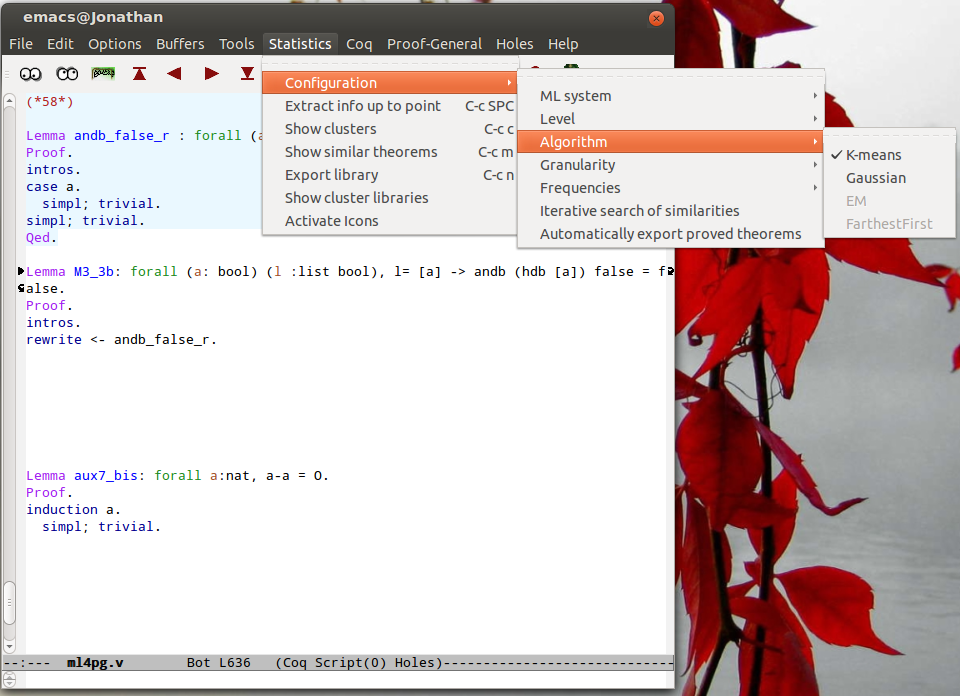 emacs@Jonathan
File Edit Options Buffers Tools Statistics Coq Proof-General Holes Help
(*58*)
Lemma andb_false_r : forall (a
Proof.
intros.
case a.
simpl; trivial.
simpl; trivial.
Qed.
Lemma M3_3b: forall (a: bool) (l :list bool), l= [a] -> andb (hdb [a]) false = f
alse.
Proof.
intros.
rewrite <- andb_false_r.
Lemma aux7_bis: forall a:nat, a-a = O.
Proof.
induction a.
simpl; trivial.
--:--- ml4pg.v Bot L636 (Coq Script(0) Holes)-----------------------------
Configuration
Extract info up to point C-c SPC
Show clusters C-c c
Show similar theorems C-c m
Export library C-c n
Show cluster libraries
Activate Icons
ML system
Level
Algorithm
Granularity
Frequencies
Iterative search of similarities
Automatically export proved theorems
K-means
Gaussian
EM
FarthestFirst